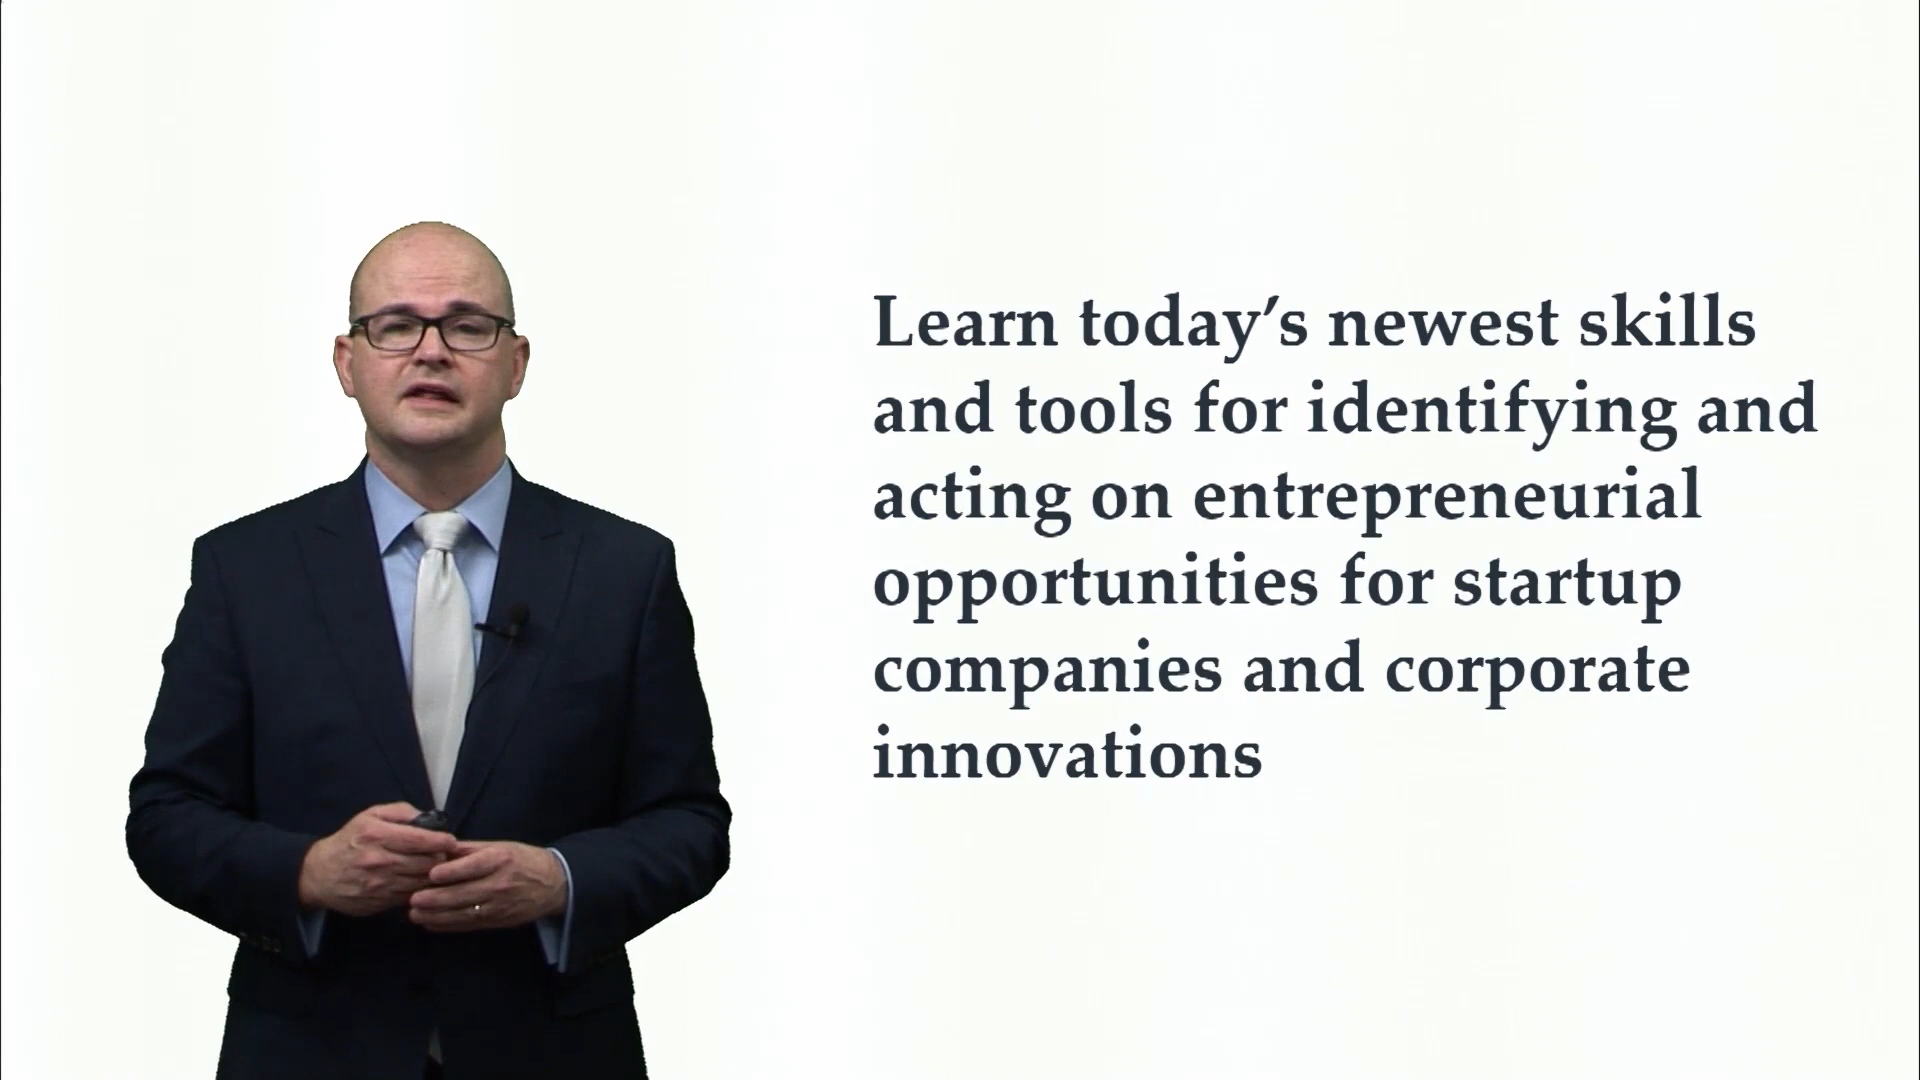 Learn today’s newest skills
and tools for identifying and
acting on entrepreneurial
opportunities for startup
companies and corporate
innovations